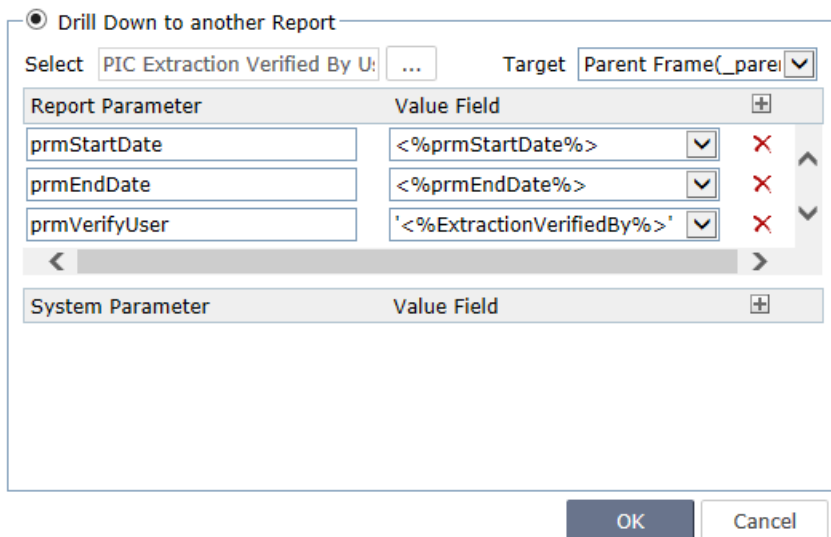 Drill Down to another Report
Select PIC Extraction Verified By U ... Target Parent Frame(_paren
Report Parameter Value Field
prmStartDate <%prmStartDate%>
prmEndDate <%prmEndDate%>
prmVerifyUser '<%ExtractionVerifiedBy%>'
System Parameter Value Field
OK Cancel